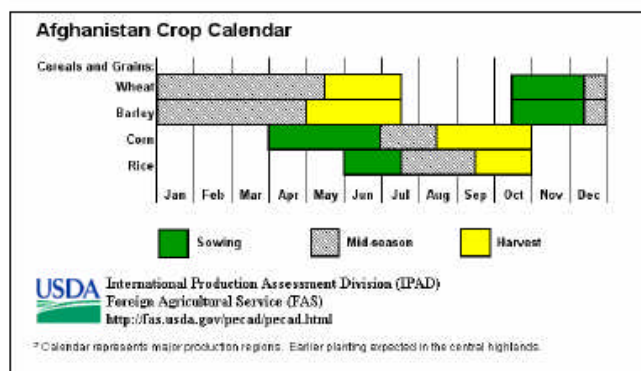 Afghanistan Crop Calendar
Cereals and Grains:
Wheat
Barley
Corn
Rice
Jan Feb Mar Apr May Jun Jul Aug Sep Oct Nov Dec
Sowing Mid-season Harvest
USDA
International Production Assessment Division (IPAD)
Foreign Agricultural Service (FAS)
http://fas.usda.gov/pecad/pecad.html
* Calendar represents major production regions. Earlier planting expected in the central highlands.